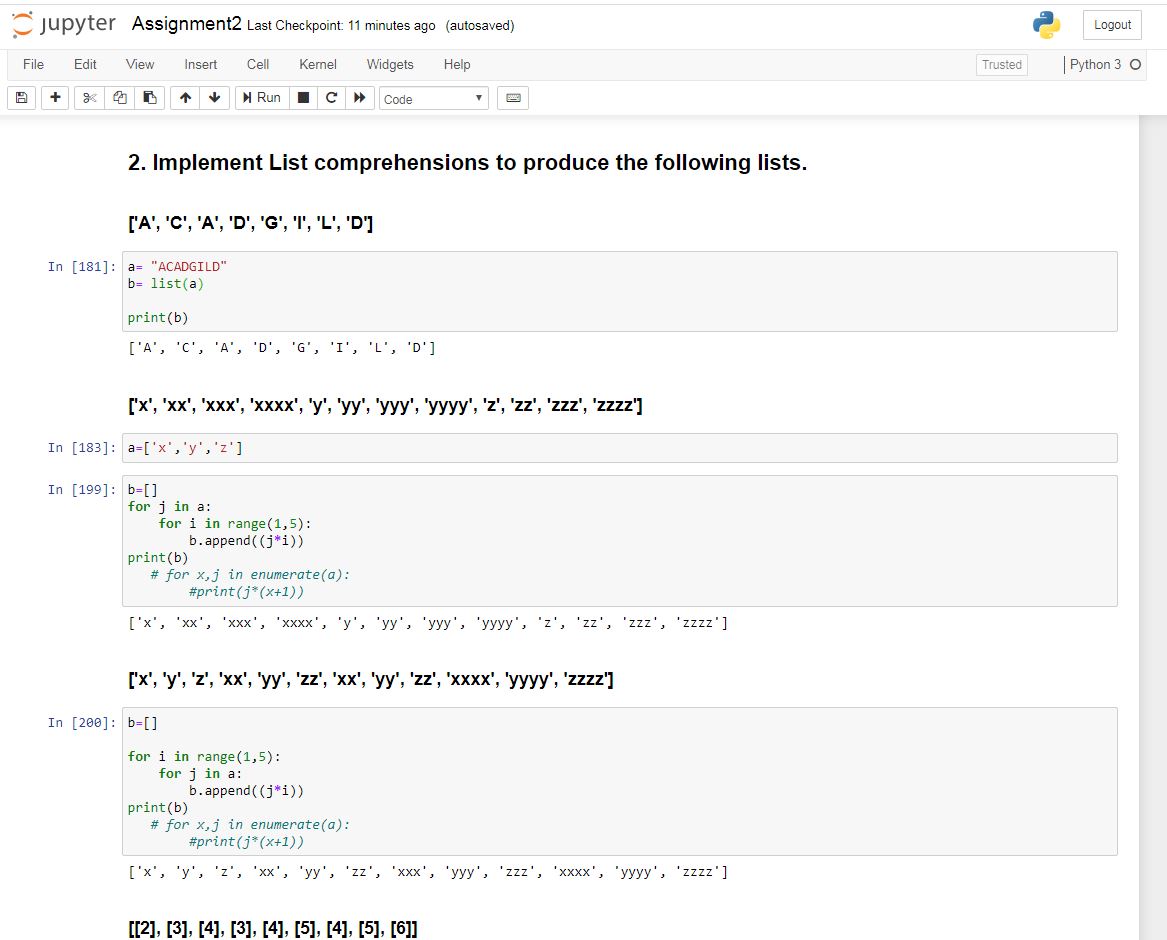 jupyter Assignment2 Last Checkpoint: 11 minutes ago (autosaved) Logout
File Edit View Insert Cell Kernel Widgets Help Trusted Python 3
Run Code
2. Implement List comprehensions to produce the following lists.
['A', 'C', 'A', 'D', 'G', 'I', 'L', 'D']
In [181]: a= "ACADGILD"
b= list(a)
print(b)
['A', 'C', 'A', 'D', 'G', 'I', 'L', 'D']
['x', 'xx', 'xxx', 'xxxx', 'y', 'yy', 'yyy', 'yyyy', 'z', 'zz', 'zzz', 'zzzz']
In [183]: a=['x','y','z']
In [199]: b=[]
for j in a:
    for i in range(1,5):
        b.append((j*i))
print(b)
   # for x,j in enumerate(a):
        #print(j*(x+1))
['x', 'xx', 'xxx', 'xxxx', 'y', 'yy', 'yyy', 'yyyy', 'z', 'zz', 'zzz', 'zzzz']
['x', 'y', 'z', 'xx', 'yy', 'zz', 'xx', 'yy', 'zz', 'xxxx', 'yyyy', 'zzzz']
In [200]: b=[]
for i in range(1,5):
    for j in a:
        b.append((j*i))
print(b)
   # for x,j in enumerate(a):
        #print(j*(x+1))
['x', 'y', 'z', 'xx', 'yy', 'zz', 'xxx', 'yyy', 'zzz', 'xxxx', 'yyyy', 'zzzz']
[[2], [3], [4], [3], [4], [5], [4], [5], [6]]